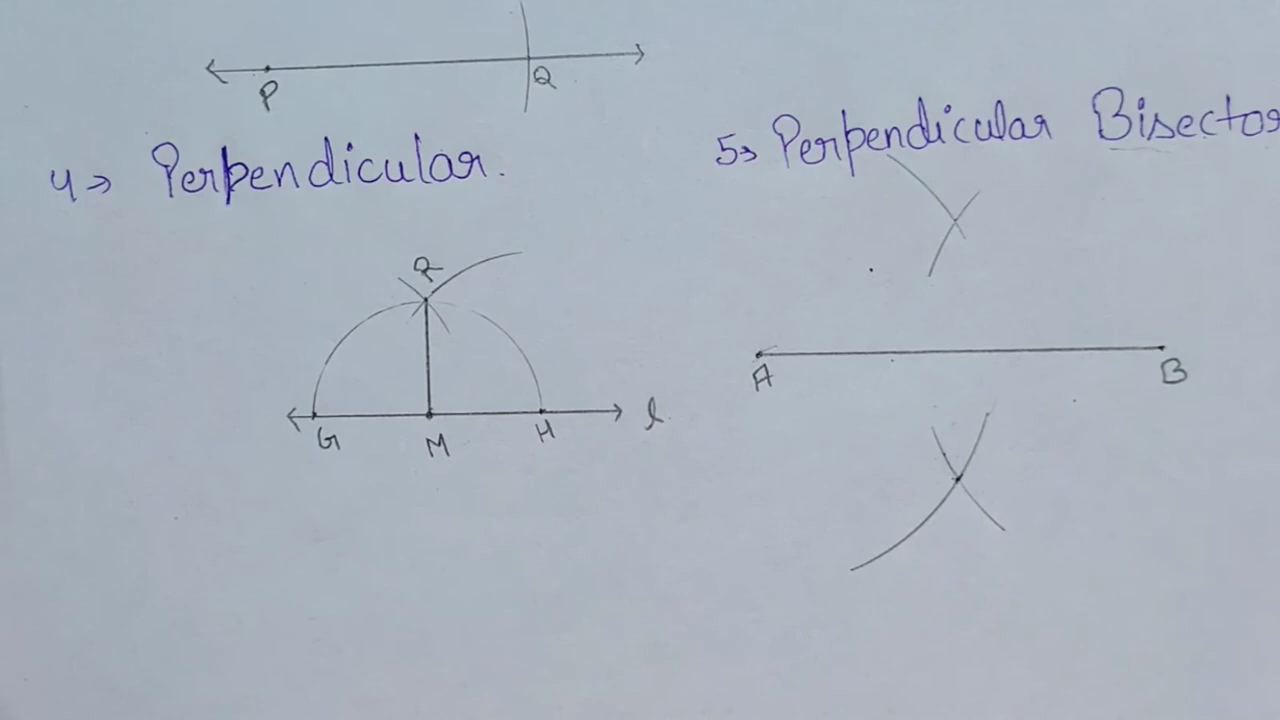 P Q
4→ Perpendicular.
5→ Perpendicular Bisector
R
G M H l
A B